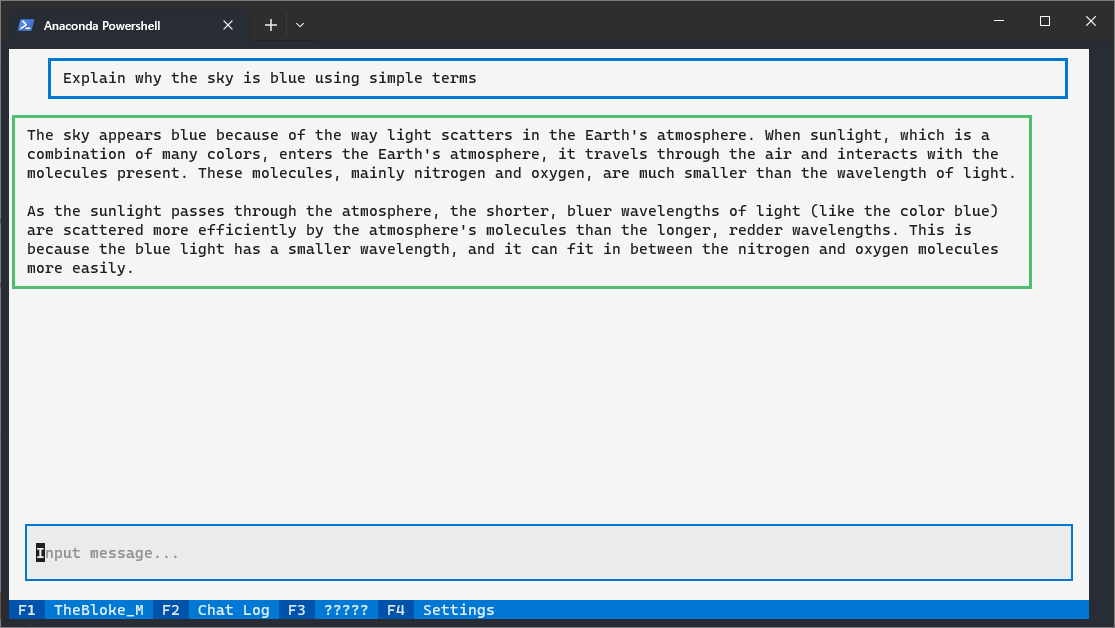 Anaconda Powershell
Explain why the sky is blue using simple terms
The sky appears blue because of the way light scatters in the Earth's atmosphere. When sunlight, which is a
combination of many colors, enters the Earth's atmosphere, it travels through the air and interacts with the
molecules present. These molecules, mainly nitrogen and oxygen, are much smaller than the wavelength of light.
As the sunlight passes through the atmosphere, the shorter, bluer wavelengths of light (like the color blue)
are scattered more efficiently by the atmosphere's molecules than the longer, redder wavelengths. This is
because the blue light has a smaller wavelength, and it can fit in between the nitrogen and oxygen molecules
more easily.
Input message...
F1 TheBloke_M F2 Chat Log F3 ????? F4 Settings